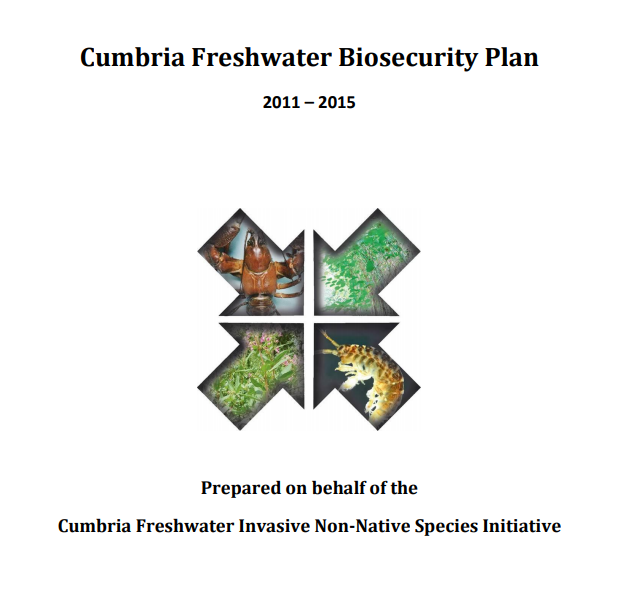 Cumbria Freshwater Biosecurity Plan
2011 – 2015
Prepared on behalf of the
Cumbria Freshwater Invasive Non-Native Species Initiative